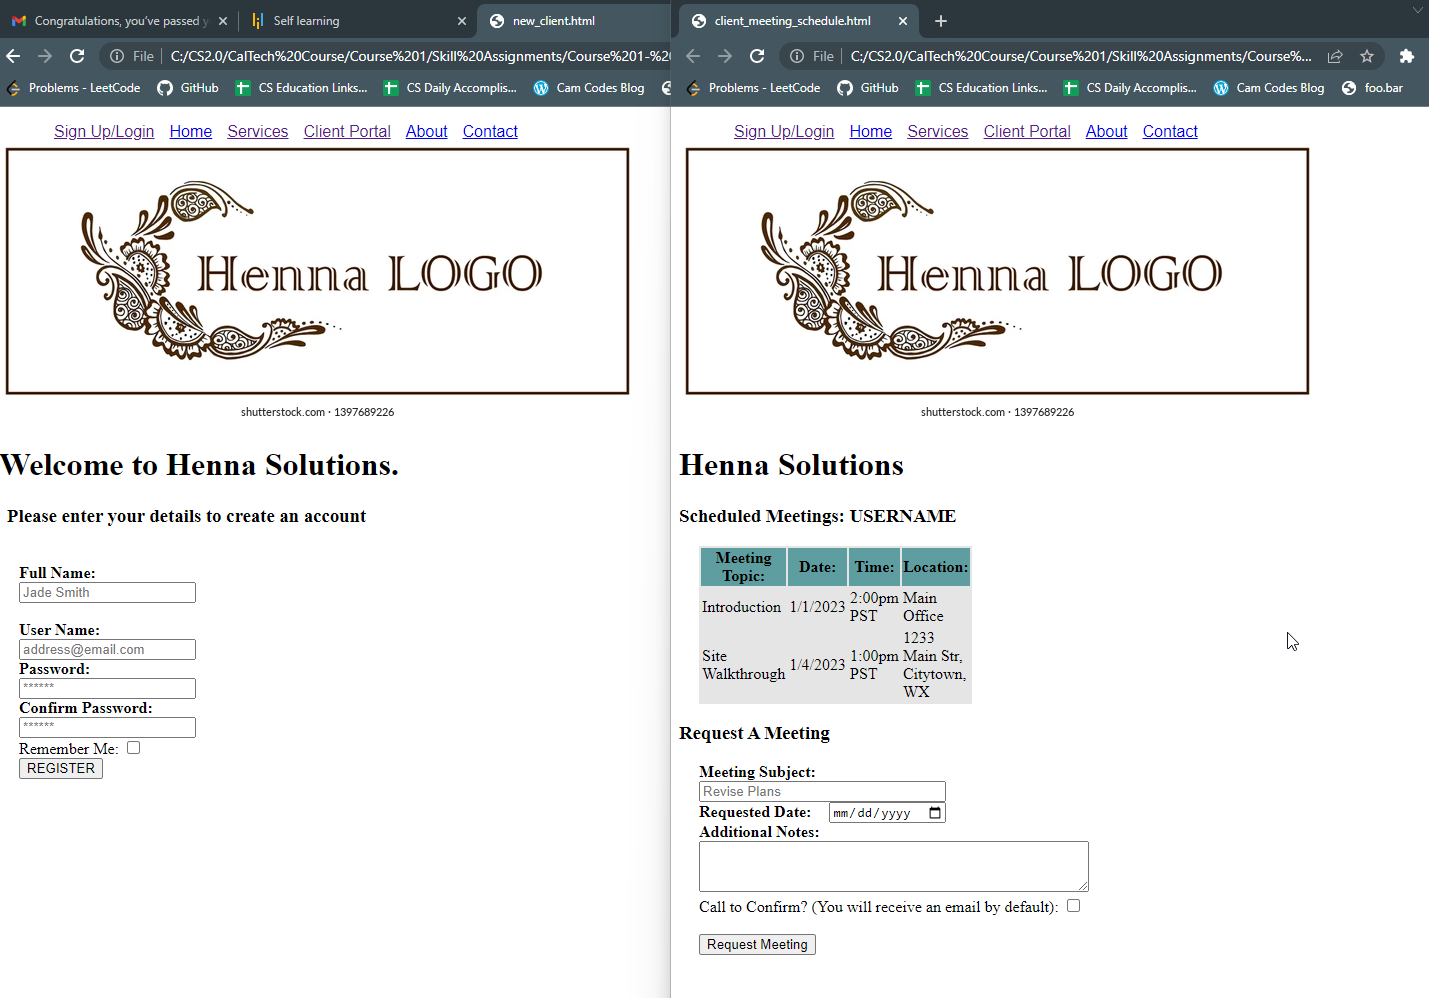 Congratulations, you've passed y
Self learning
new_client.html
File
C:/CS2.0/CalTech%20Course/Course%201/Skill%20Assignments/Course%201-%20
Problems - LeetCode
GitHub
CS Education Links...
CS Daily Accomplis...
Cam Codes Blog
Sign Up/Login Home Services Client Portal About Contact
Henna LOGO
shutterstock.com · 1397689226
Welcome to Henna Solutions.
Please enter your details to create an account
Full Name:
Jade Smith
User Name:
address@email.com
Password:
******
Confirm Password:
******
Remember Me:
REGISTER
client_meeting_schedule.html
File
C:/CS2.0/CalTech%20Course/Course%201/Skill%20Assignments/Course%...
Problems - LeetCode
GitHub
CS Education Links...
CS Daily Accomplis...
Cam Codes Blog
foo.bar
Sign Up/Login Home Services Client Portal About Contact
Henna LOGO
shutterstock.com · 1397689226
Henna Solutions
Scheduled Meetings: USERNAME
Meeting Topic: Date: Time: Location:
Introduction 1/1/2023 2:00pm PST Main Office
Site Walkthrough 1/4/2023 1:00pm PST 1233 Main Str, Citytown, WX
Request A Meeting
Meeting Subject:
Revise Plans
Requested Date: mm/dd/yyyy
Additional Notes:
Call to Confirm? (You will receive an email by default):
Request Meeting